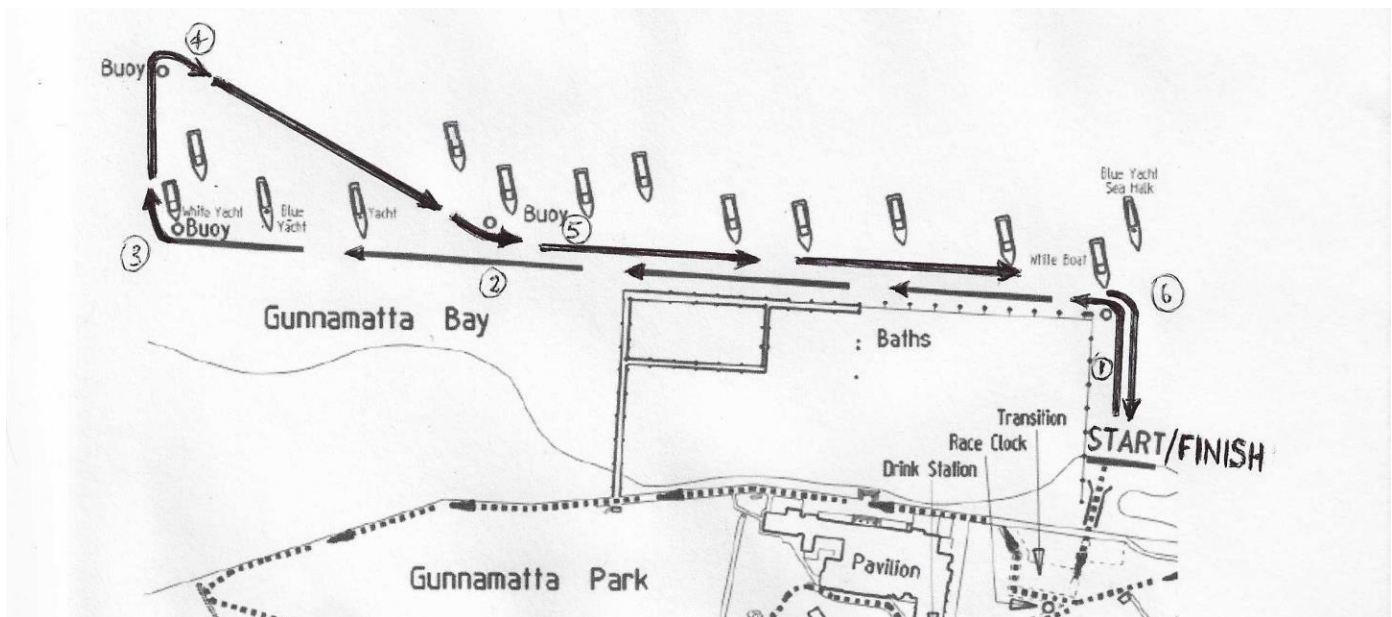 4
Buoy
Blue Yacht
Sea Halk
White Yacht
Buoy
Blue
Yacht
Yacht
Buoy
5
3
2
White Boat
6
Gunnamatta Bay
Baths
1
Transition
Race Clock
Drink Station
START/FINISH
Pavilion
Gunnamatta Park